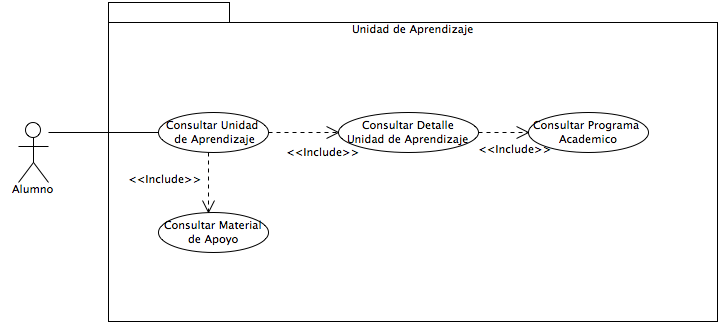 Unidad de Aprendizaje
Consultar Unidad
de Aprendizaje
Consultar Detalle
Unidad de Aprendizaje
Consultar Programa
Academico
<<Include>>
<<Include>>
<<Include>>
Alumno
Consultar Material
de Apoyo